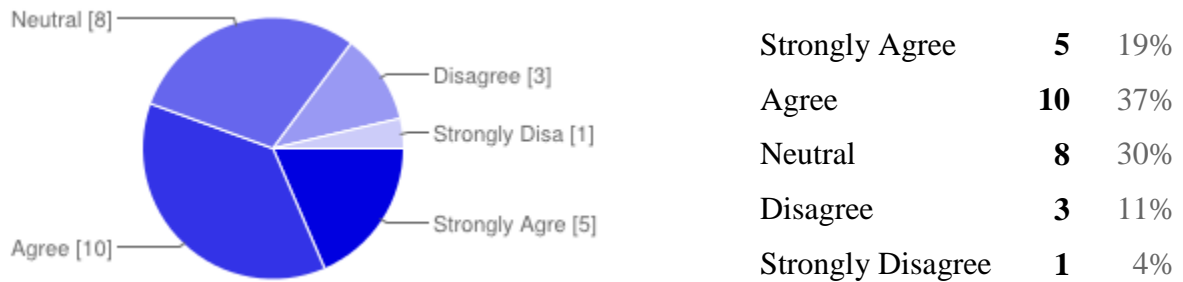 Neutral [8]
Disagree [3]
Strongly Disa [1]
Strongly Agre [5]
Agree [10]
Strongly Agree 5 19%
Agree 10 37%
Neutral 8 30%
Disagree 3 11%
Strongly Disagree 1 4%